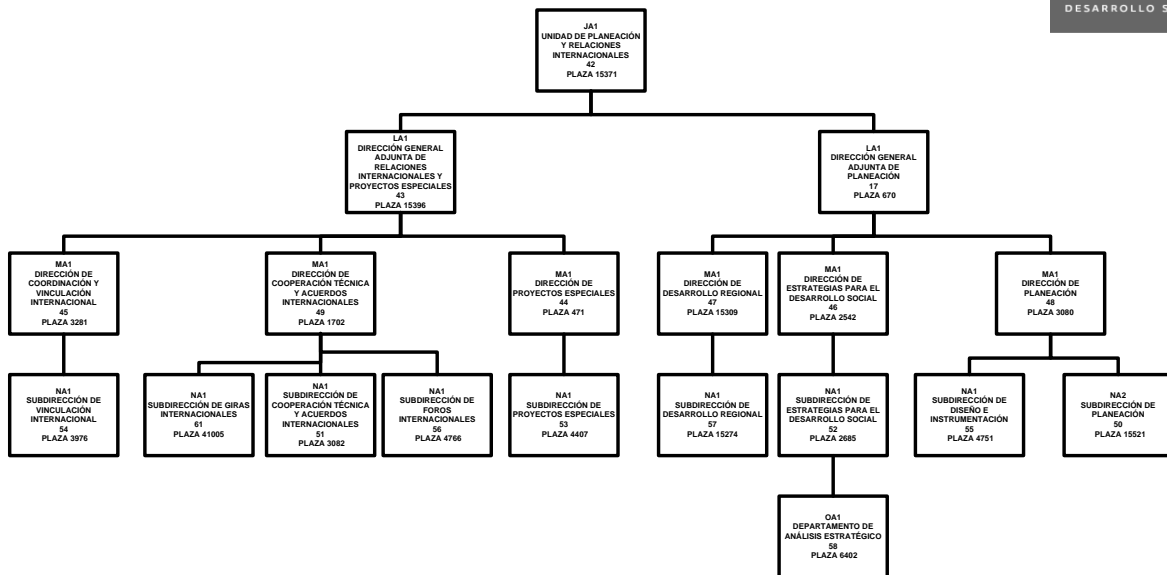 DESARROLLO S
JA1
UNIDAD DE PLANEACIÓN
Y RELACIONES
INTERNACIONALES
42
PLAZA 15371
LA1
DIRECCIÓN GENERAL
ADJUNTA DE
RELACIONES
INTERNACIONALES Y
PROYECTOS ESPECIALES
43
PLAZA 15396
LA1
DIRECCIÓN GENERAL
ADJUNTA DE
PLANEACIÓN
17
PLAZA 670
MA1
DIRECCIÓN DE
COORDINACIÓN Y
VINCULACIÓN
INTERNACIONAL
45
PLAZA 3281
MA1
DIRECCIÓN DE
COOPERACIÓN TÉCNICA
Y ACUERDOS
INTERNACIONALES
49
PLAZA 1702
MA1
DIRECCIÓN DE
PROYECTOS ESPECIALES
44
PLAZA 471
MA1
DIRECCIÓN DE
DESARROLLO REGIONAL
47
PLAZA 15309
MA1
DIRECCIÓN DE
ESTRATEGIAS PARA EL
DESARROLLO SOCIAL
46
PLAZA 2542
MA1
DIRECCIÓN DE
PLANEACIÓN
48
PLAZA 3080
NA1
SUBDIRECCIÓN DE
VINCULACIÓN
INTERNACIONAL
54
PLAZA 3976
NA1
SUBDIRECCIÓN DE GIRAS
INTERNACIONALES
61
PLAZA 41005
NA1
SUBDIRECCIÓN DE
COOPERACIÓN TÉCNICA
Y ACUERDOS
INTERNACIONALES
51
PLAZA 3082
NA1
SUBDIRECCIÓN DE
FOROS
INTERNACIONALES
56
PLAZA 4766
NA1
SUBDIRECCIÓN DE
PROYECTOS ESPECIALES
53
PLAZA 4407
NA1
SUBDIRECCIÓN DE
DESARROLLO REGIONAL
57
PLAZA 15274
NA1
SUBDIRECCIÓN DE
ESTRATEGIAS PARA EL
DESARROLLO SOCIAL
52
PLAZA 2685
NA1
SUBDIRECCIÓN DE
DISEÑO E
INSTRUMENTACIÓN
55
PLAZA 4751
NA2
SUBDIRECCIÓN DE
PLANEACIÓN
50
PLAZA 15521
OA1
DEPARTAMENTO DE
ANÁLISIS ESTRATÉGICO
58
PLAZA 6402